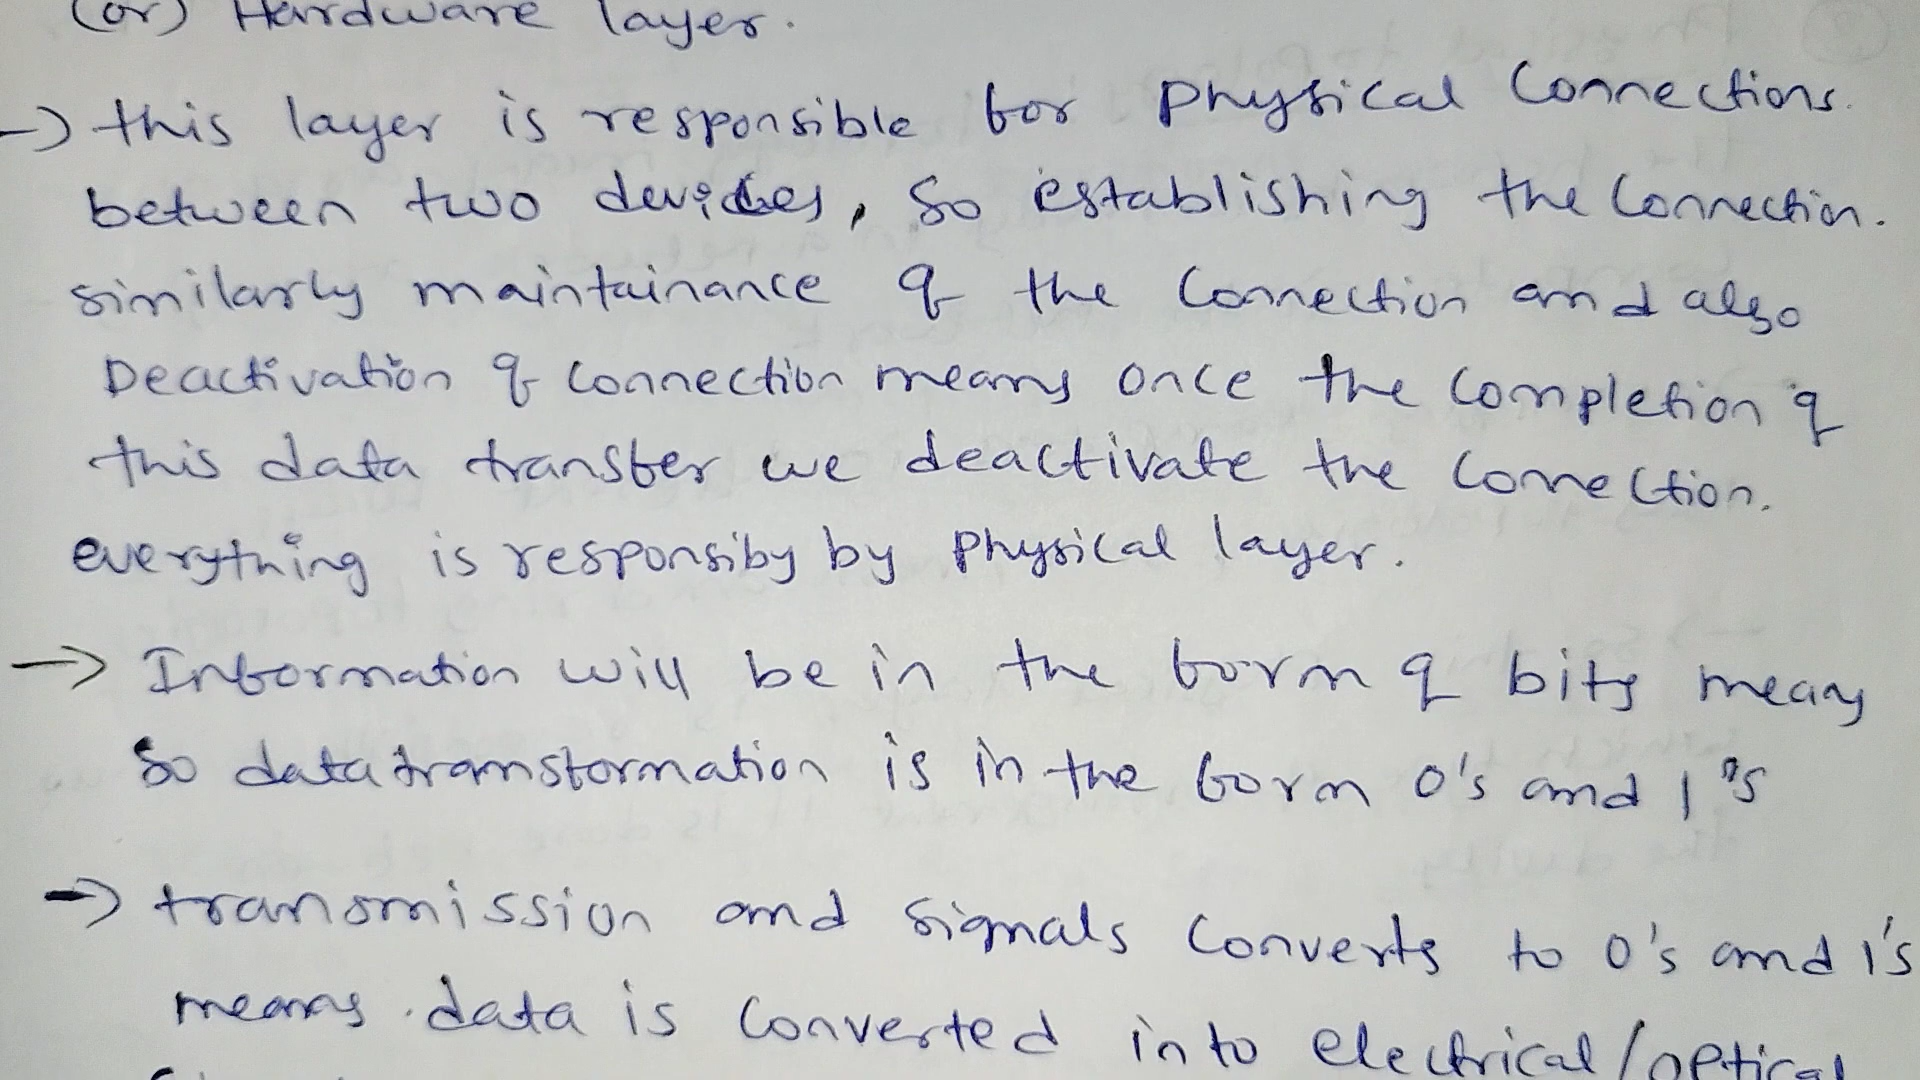 (or) Hardware layer.
-> this layer is responsible for physical Connections.
between two devices, So establishing the Connection.
similarly maintainance of the Connection and also
Deactivation of connection means once the Completion of
this data transfer we deactivate the Connection.
everything is responsiby by physical layer.
-> Information will be in the form of bits means
So data transformation is in the form 0's and 1's
-> transmission and signals Converts to 0's and 1's
means data is Converted into electrical/optical